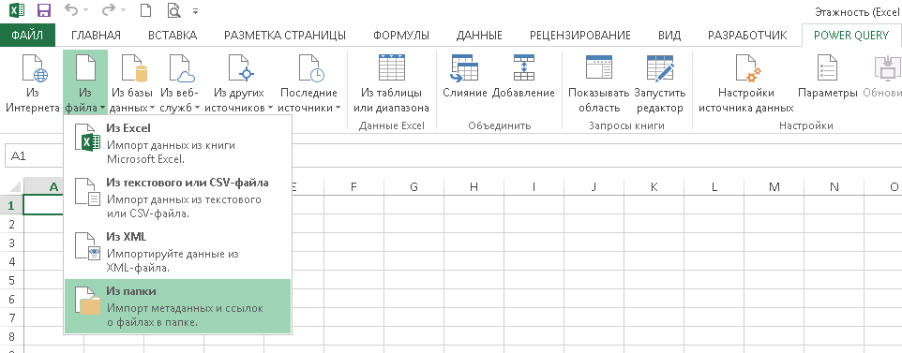 Этажность (Excel
ФАЙЛ ГЛАВНАЯ ВСТАВКА РАЗМЕТКА СТРАНИЦЫ ФОРМУЛЫ ДАННЫЕ РЕЦЕНЗИРОВАНИЕ ВИД РАЗРАБОТЧИК POWER QUERY
Из Из Из базы Из веб- Из других Последние Из таблицы Слияние Добавление Показывать Запустить Настройки Параметры Обнови
Интернета файла данных служб источников источники или диапазона область редактор источника данных
Данные Excel Объединить Запросы книги Настройки
A1
Из Excel
Импорт данных из книги
Microsoft Excel.
A E F G H I J K L M N O
Из текстового или CSV-файла
Импорт данных из текстового
или CSV-файла.
Из XML
Импортируйте данные из
XML-файла.
Из папки
Импорт метаданных и ссылок
о файлах в папке.
1
2
3
4
5
6
7
8